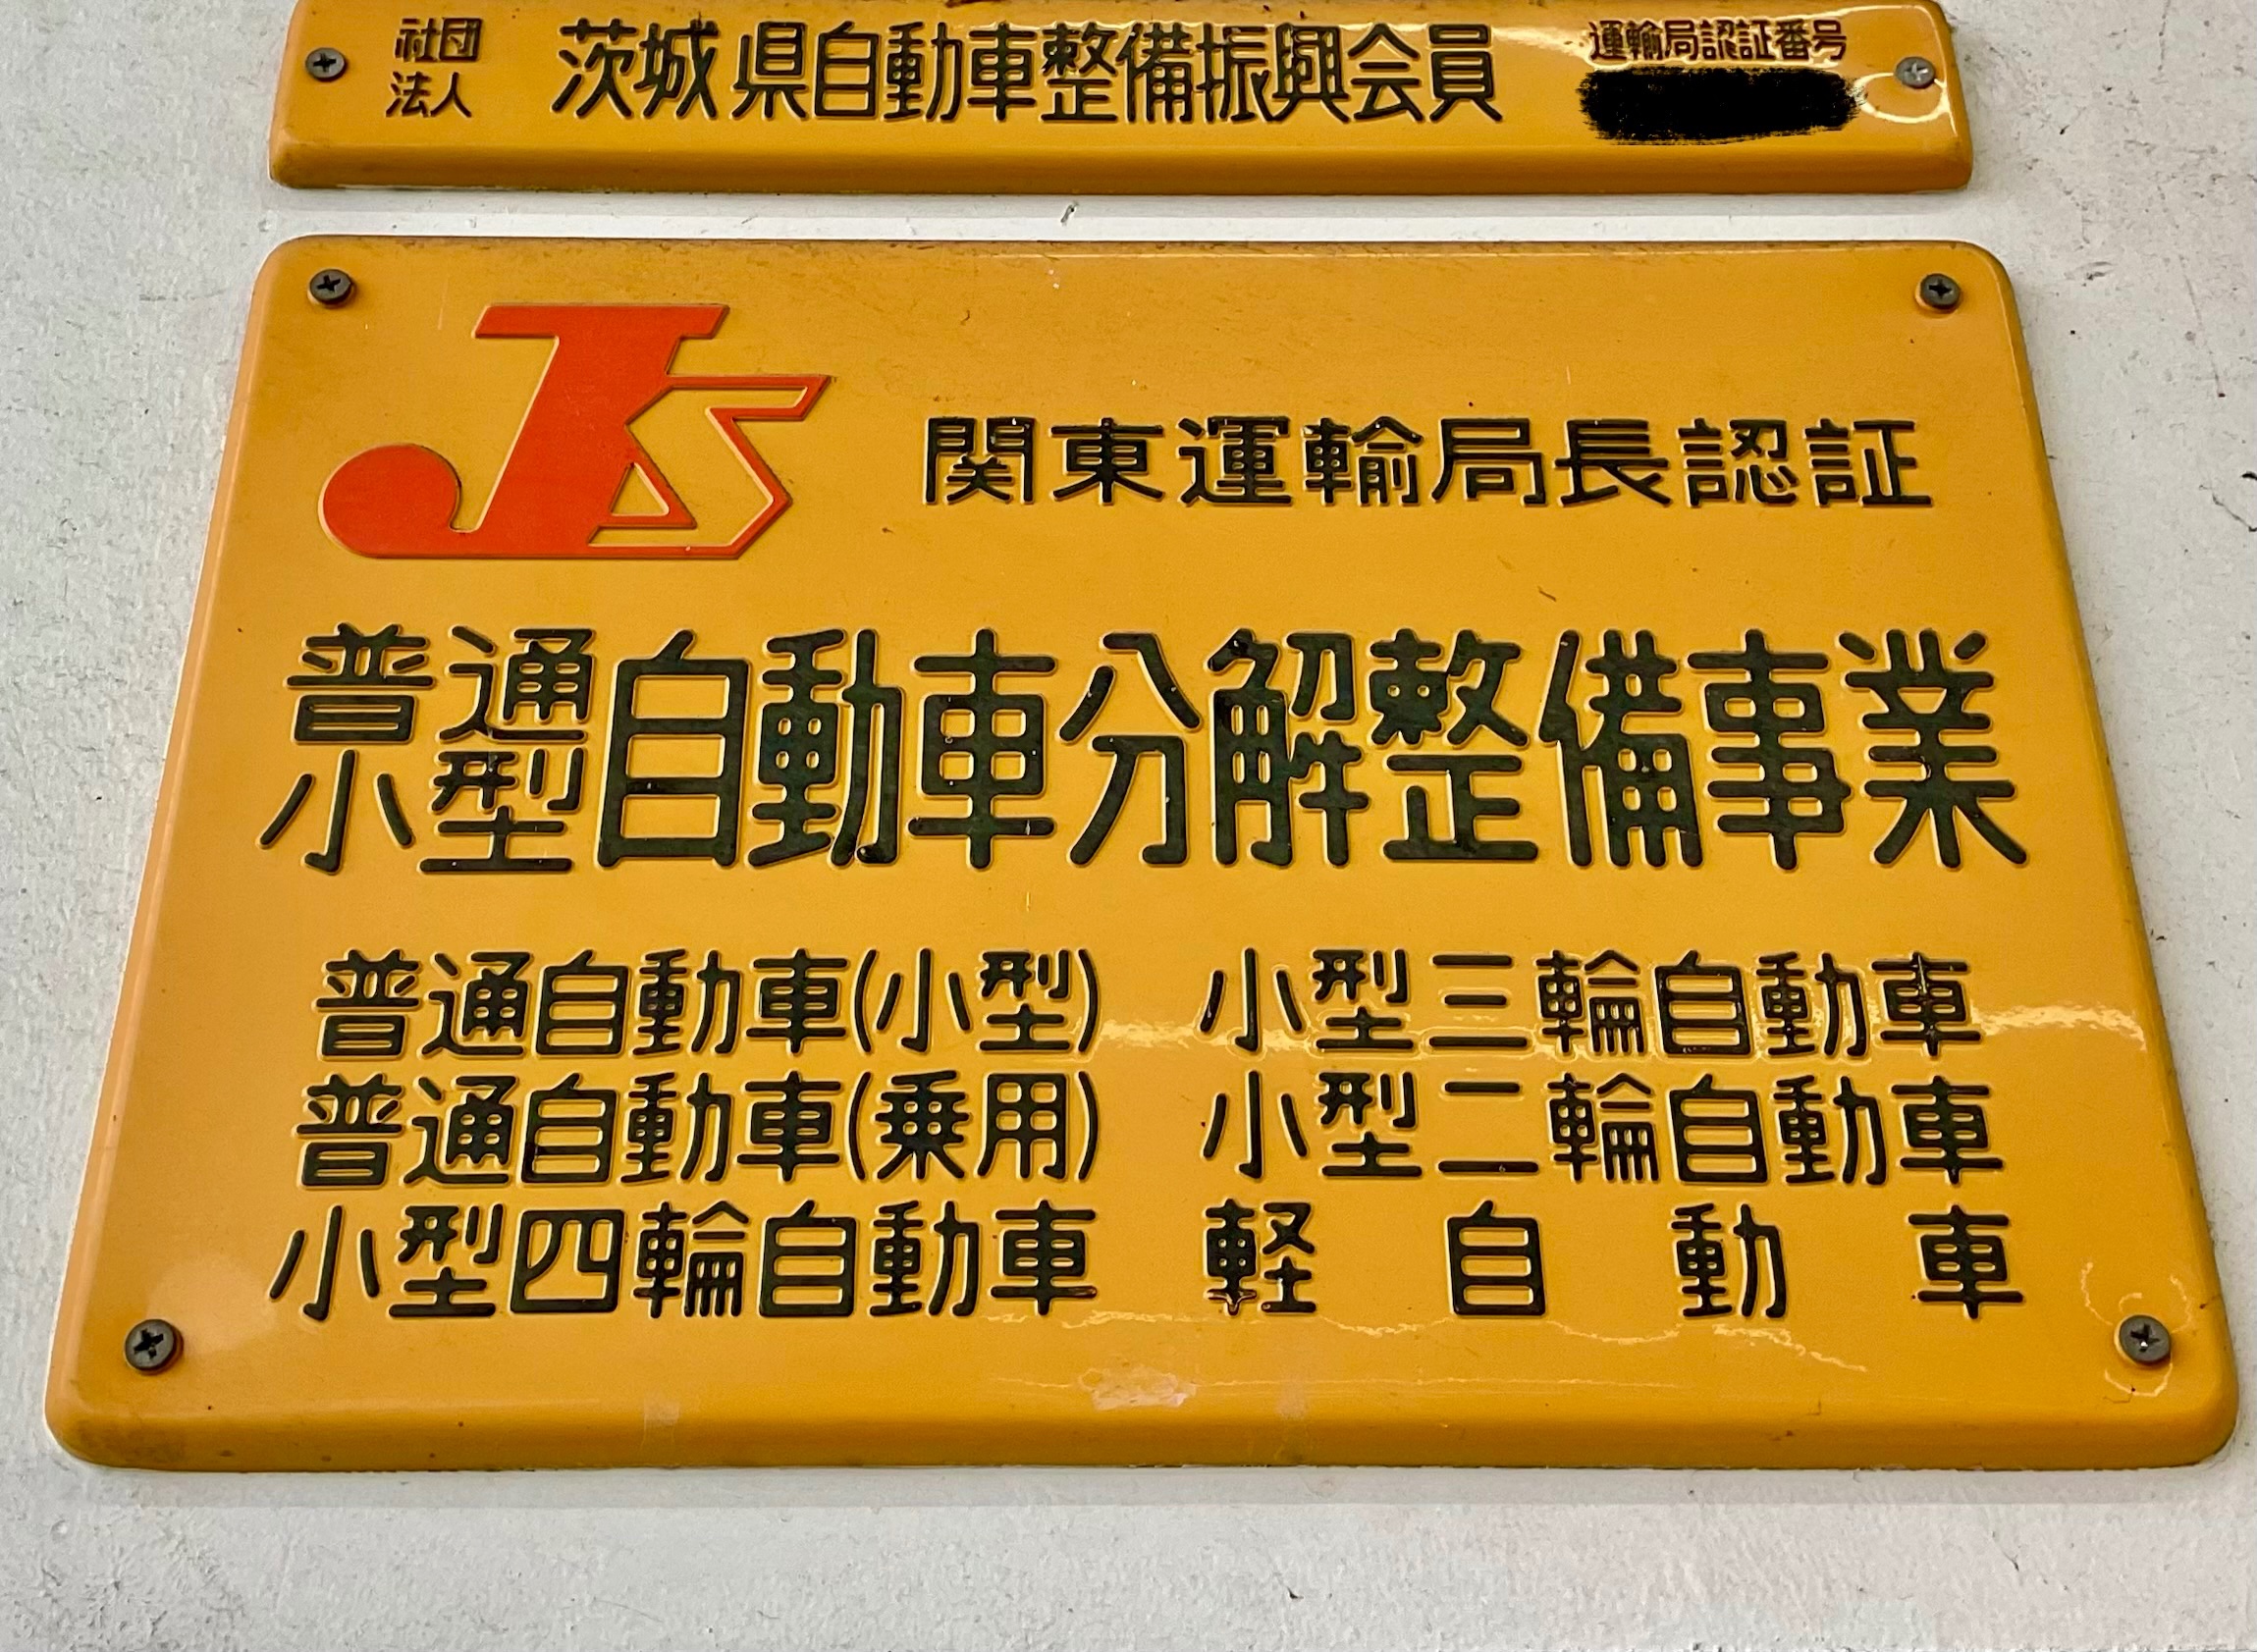 社団
法人
茨城県自動車整備振興会員
運輸局認証番号
JKS
関東運輸局長認証
普通
小型
自動車分解整備事業
普通自動車(小型) 小型三輪自動車
普通自動車(乗用) 小型二輪自動車
小型四輪自動車 軽自動車